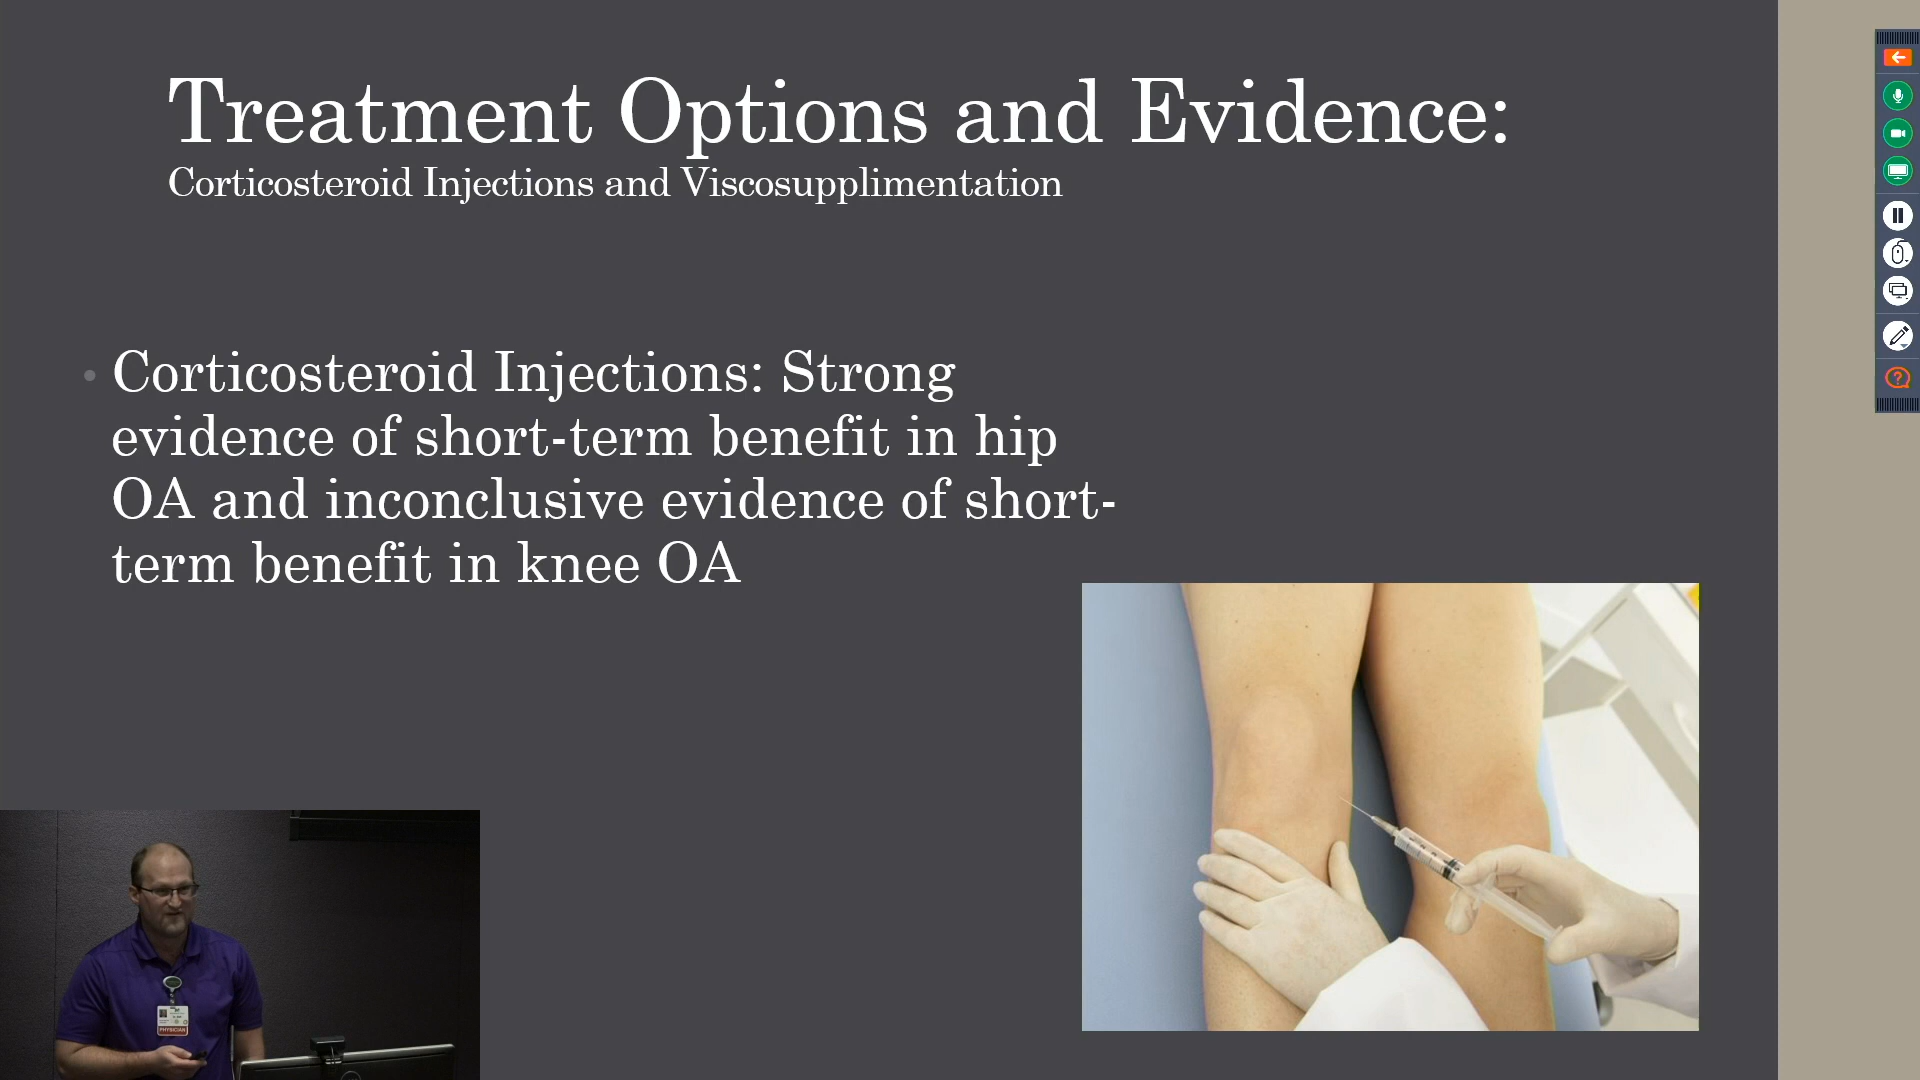 Treatment Options and Evidence:
Corticosteroid Injections and Viscosupplimentation
• Corticosteroid Injections: Strong
evidence of short-term benefit in hip
OA and inconclusive evidence of short-
term benefit in knee OA
PHYSICIAN